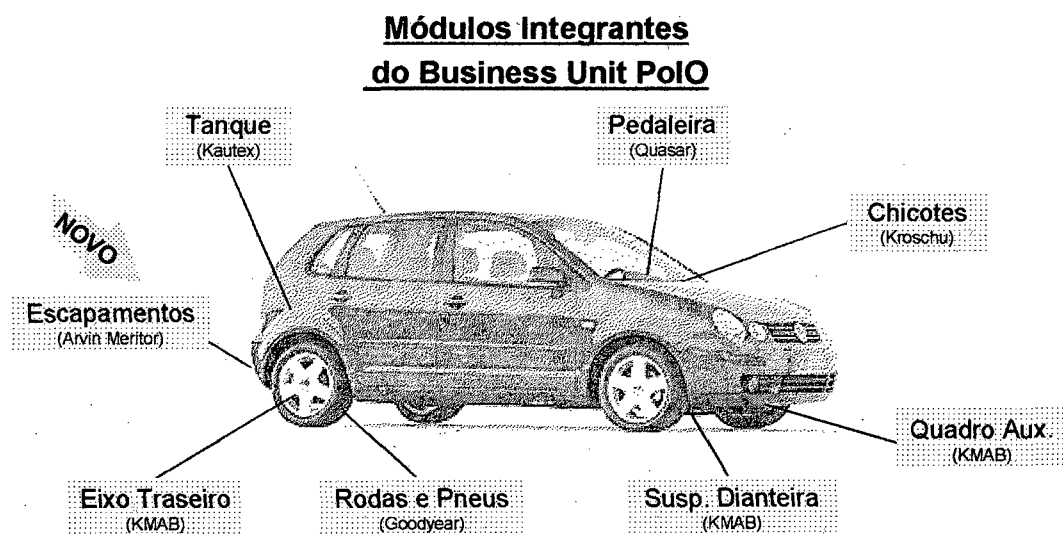 Módulos Integrantes
do Business Unit PolO
Tanque
(Kautex)
Pedaleira
(Quasar)
Chicotes
(Kroschu)
NOVO
Escapamentos
(Arvin Meritor)
Quadro Aux.
(KMAB)
Eixo Traseiro
(KMAB)
Rodas e Pneus
(Goodyear)
Susp. Dianteira
(KMAB)